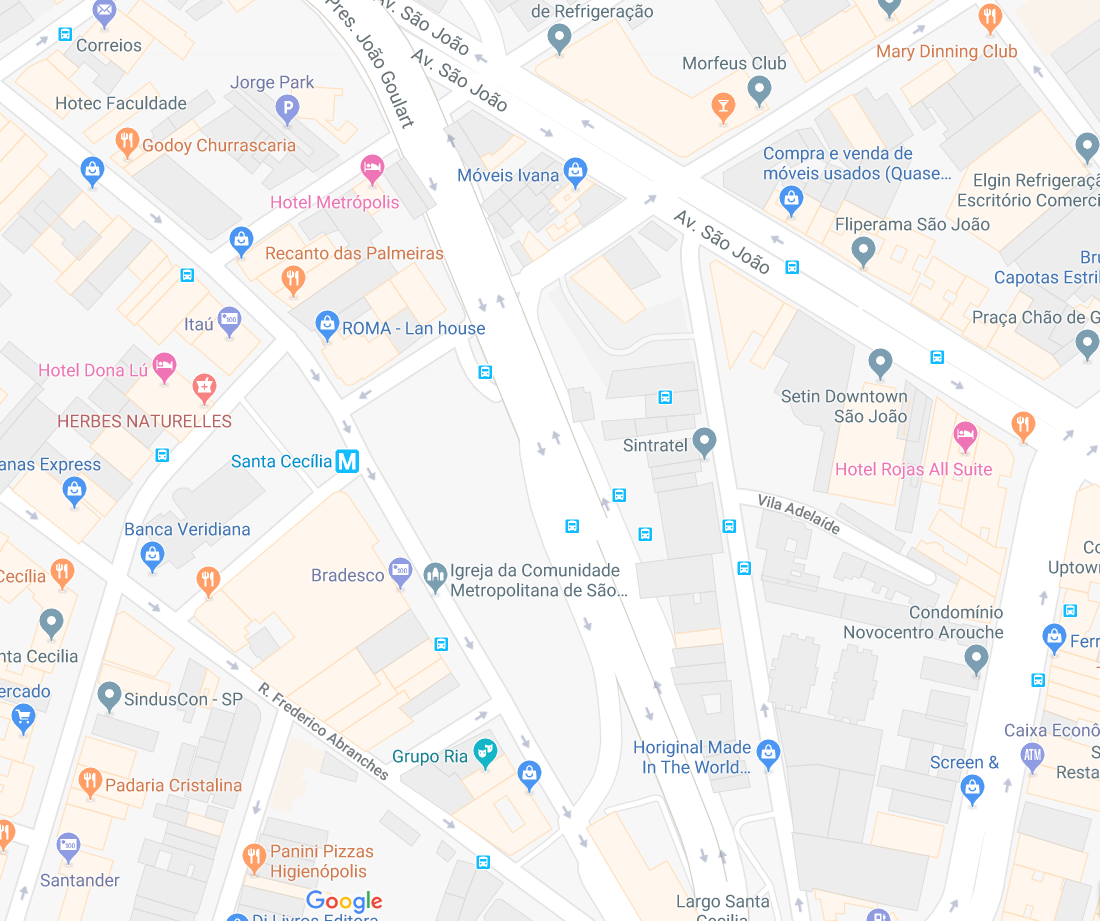 de Refrigeração
Correios
Av. São João
Pres. João Goulart
Mary Dinning Club
Morfeus Club
Av. São João
Jorge Park
Hotec Faculdade
Godoy Churrascaria
Compra e venda de
móveis usados (Quase...
Móveis Ivana
Elgin Refrigeraçã
Escritório Comerci
Hotel Metrópolis
Fliperama São João
Av. São João
Recanto das Palmeiras
Bru
Capotas Estril
Itaú
ROMA - Lan house
Praça Chão de G
Hotel Dona Lú
Setin Downtown
São João
HERBES NATURELLES
Sintratel
Santa Cecília
M
anas Express
Hotel Rojas All Suite
Vila Adelaíde
Banca Veridiana
Cecília
Bradesco
Igreja da Comunidade
Metropolitana de São...
Co
Uptow
Condomínio
Novocentro Arouche
Ferr
nta Cecilia
ercado
SindusCon - SP
R. Frederico Abranches
Grupo Ria
Horiginal Made
In The World...
Caixa Econô
ATM
S
Resta
Screen &
Padaria Cristalina
Panini Pizzas
Higienópolis
Santander
Google
Largo Santa
Cecilia
Di Livros Editora